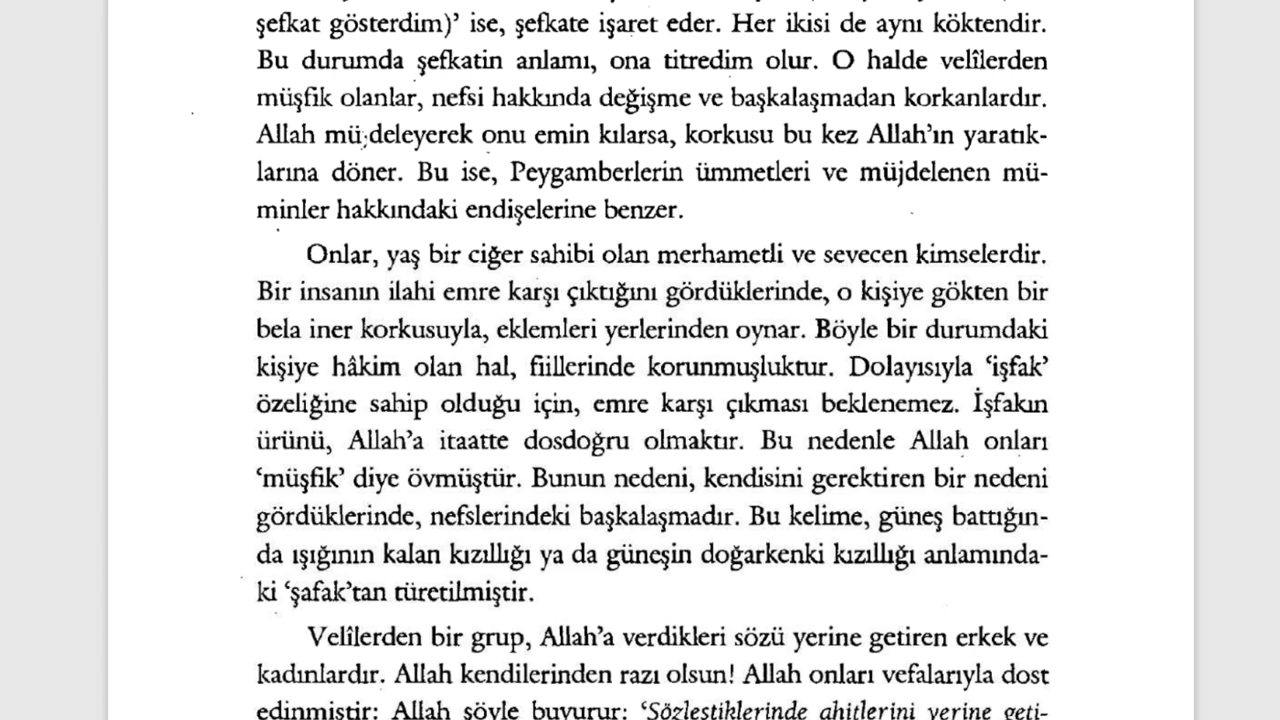 şefkat gösterdim)’ ise, şefkate işaret eder. Her ikisi de aynı köktendir.
Bu durumda şefkatin anlamı, ona titredim olur. O halde velîlerden
müşfik olanlar, nefsi hakkında değişme ve başkalaşmadan korkanlardır.
Allah müjdeleyerek onu emin kılarsa, korkusu bu kez Allah’ın yaratık-
larına döner. Bu ise, Peygamberlerin ümmetleri ve müjdelenen mü-
minler hakkındaki endişelerine benzer.
Onlar, yaş bir ciğer sahibi olan merhametli ve sevecen kimselerdir.
Bir insanın ilahi emre karşı çıktığını gördüklerinde, o kişiye gökten bir
bela iner korkusuyla, eklemleri yerlerinden oynar. Böyle bir durumdaki
kişiye hâkim olan hal, fiillerinde korunmuşluktur. Dolayısıyla ‘işfak’
özeliğine sahip olduğu için, emre karşı çıkması beklenemez. İşfakın
ürünü, Allah’a itaatte dosdoğru olmaktır. Bu nedenle Allah onları
‘müşfik’ diye övmüştür. Bunun nedeni, kendisini gerektiren bir nedeni
gördüklerinde, nefslerindeki başkalaşmadır. Bu kelime, güneş battığın-
da ışığının kalan kızıllığı ya da güneşin doğarkenki kızıllığı anlamında-
ki ‘şafak’tan türetilmiştir.
Velîlerden bir grup, Allah’a verdikleri sözü yerine getiren erkek ve
kadınlardır. Allah kendilerinden razı olsun! Allah onları vefalarıyla dost
edinmiştir: Allah şöyle buyurur: ‘Sözleştiklerinde ahitlerini yerine geti-